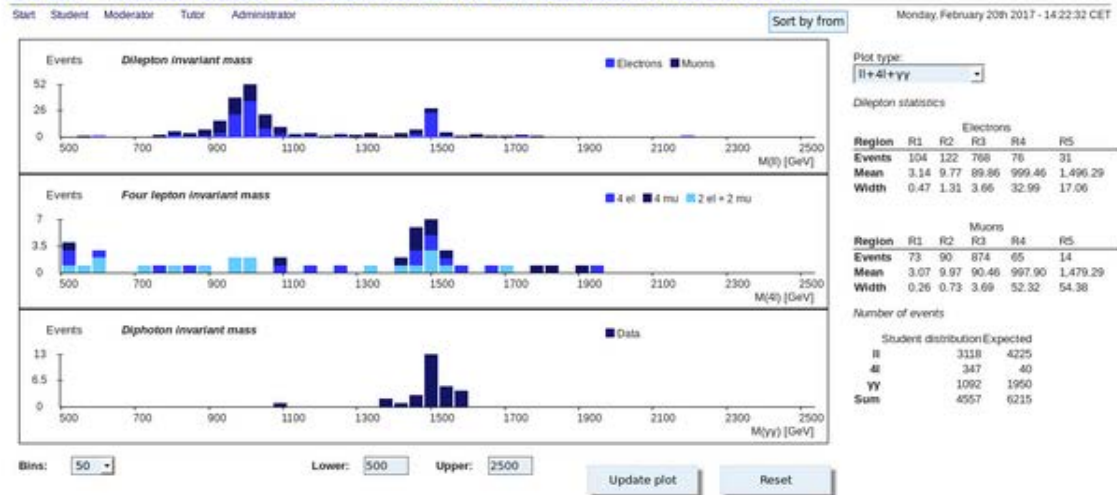 Start Student Moderator Tutor Administrator Sort by from Monday, February 20th 2017 - 14:22:32 CET
Events Dilepton invariant mass Electrons Muons
52
26
0
500 700 900 1100 1300 1500 1700 1900 2100 2300 2500
M(ll) [GeV]
Events Four lepton invariant mass 4 el 4 mu 2 el + 2 mu
7
3.5
0
500 700 900 1100 1300 1500 1700 1900 2100 2300 2500
M(4l) [GeV]
Events Diphoton invariant mass Data
13
6.5
0
500 700 900 1100 1300 1500 1700 1900 2100 2300 2500
M(γγ) [GeV]
Bins: 50 Lower: 500 Upper: 2500 Update plot Reset
Plot type:
ll+4l+γγ
Dilepton statistics
Electrons
Region R1 R2 R3 R4 R5
Events 104 122 768 76 31
Mean 3.14 9.77 89.86 999.46 1,496.29
Width 0.47 1.31 3.66 32.99 17.06
Muons
Region R1 R2 R3 R4 R5
Events 73 90 874 65 14
Mean 3.07 9.97 90.46 997.90 1,479.29
Width 0.26 0.73 3.69 52.32 54.38
Number of events
Student distribution Expected
ll 3118 4225
4l 347 40
γγ 1092 1950
Sum 4557 6215